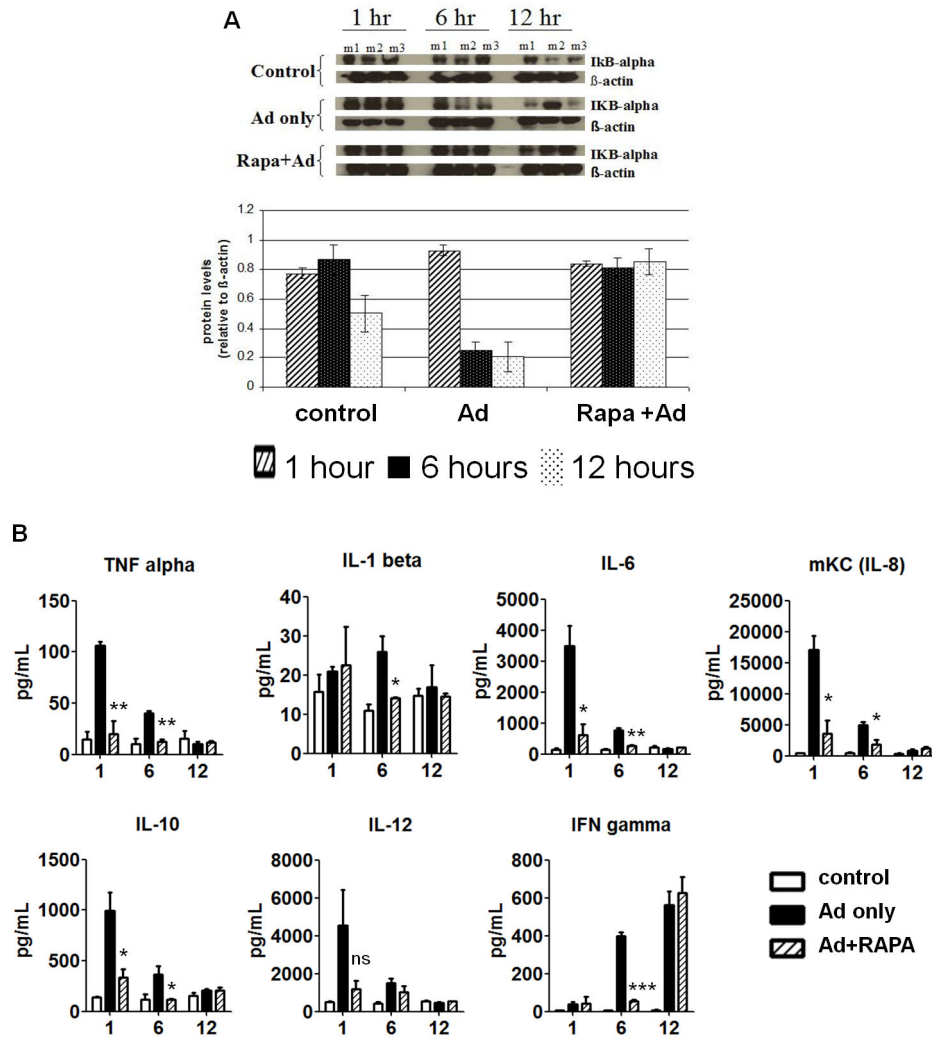 A
1 hr 6 hr 12 hr
m1 m2 m3 m1 m2 m3 m1 m2 m3
Control IkB-alpha
ß-actin
Ad only IKB-alpha
ß-actin
Rapa+Ad IKB-alpha
ß-actin
protein levels
(relative to ß-actin)
1.2
1
0.8
0.6
0.4
0.2
0
control Ad Rapa +Ad
1 hour 6 hours 12 hours
B
TNF alpha
pg/mL
150
100
50
0
** **
1 6 12
IL-1 beta
pg/mL
40
30
20
10
0
*
1 6 12
IL-6
pg/mL
5000
4000
3000
2000
1000
0
* **
1 6 12
mKC (IL-8)
pg/mL
25000
20000
15000
10000
5000
0
* *
1 6 12
IL-10
pg/mL
1500
1000
500
0
* *
1 6 12
IL-12
pg/mL
8000
6000
4000
2000
0
ns
1 6 12
IFN gamma
pg/mL
800
600
400
200
0
***
1 6 12
control
Ad only
Ad+RAPA